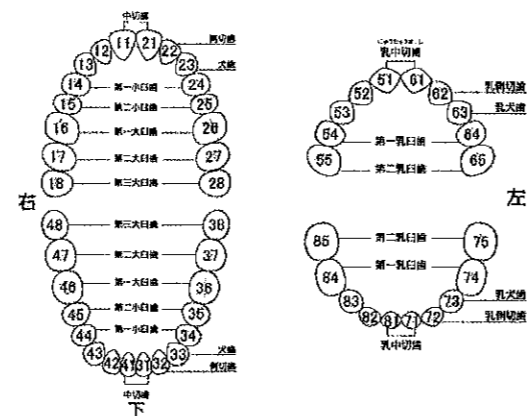 中切歯
11 21
12 22 側切歯
13 23 犬歯
14 第一小臼歯 24
15 第二小臼歯 25
16 第一大臼歯 26
17 第二大臼歯 27
18 第三大臼歯 28
右
48 第三大臼歯 38
47 第二大臼歯 37
46 第一大臼歯 36
45 第二小臼歯 35
44 第一小臼歯 34
43 33 犬歯
42 41 31 32 側切歯
中切歯
下
乳中切歯
51 61
52 62 乳側切歯
53 63 乳犬歯
54 第一乳臼歯 64
55 第二乳臼歯 65
左
85 第二乳臼歯 75
84 第一乳臼歯 74
83 73 乳犬歯
82 81 71 72 乳側切歯
乳中切歯